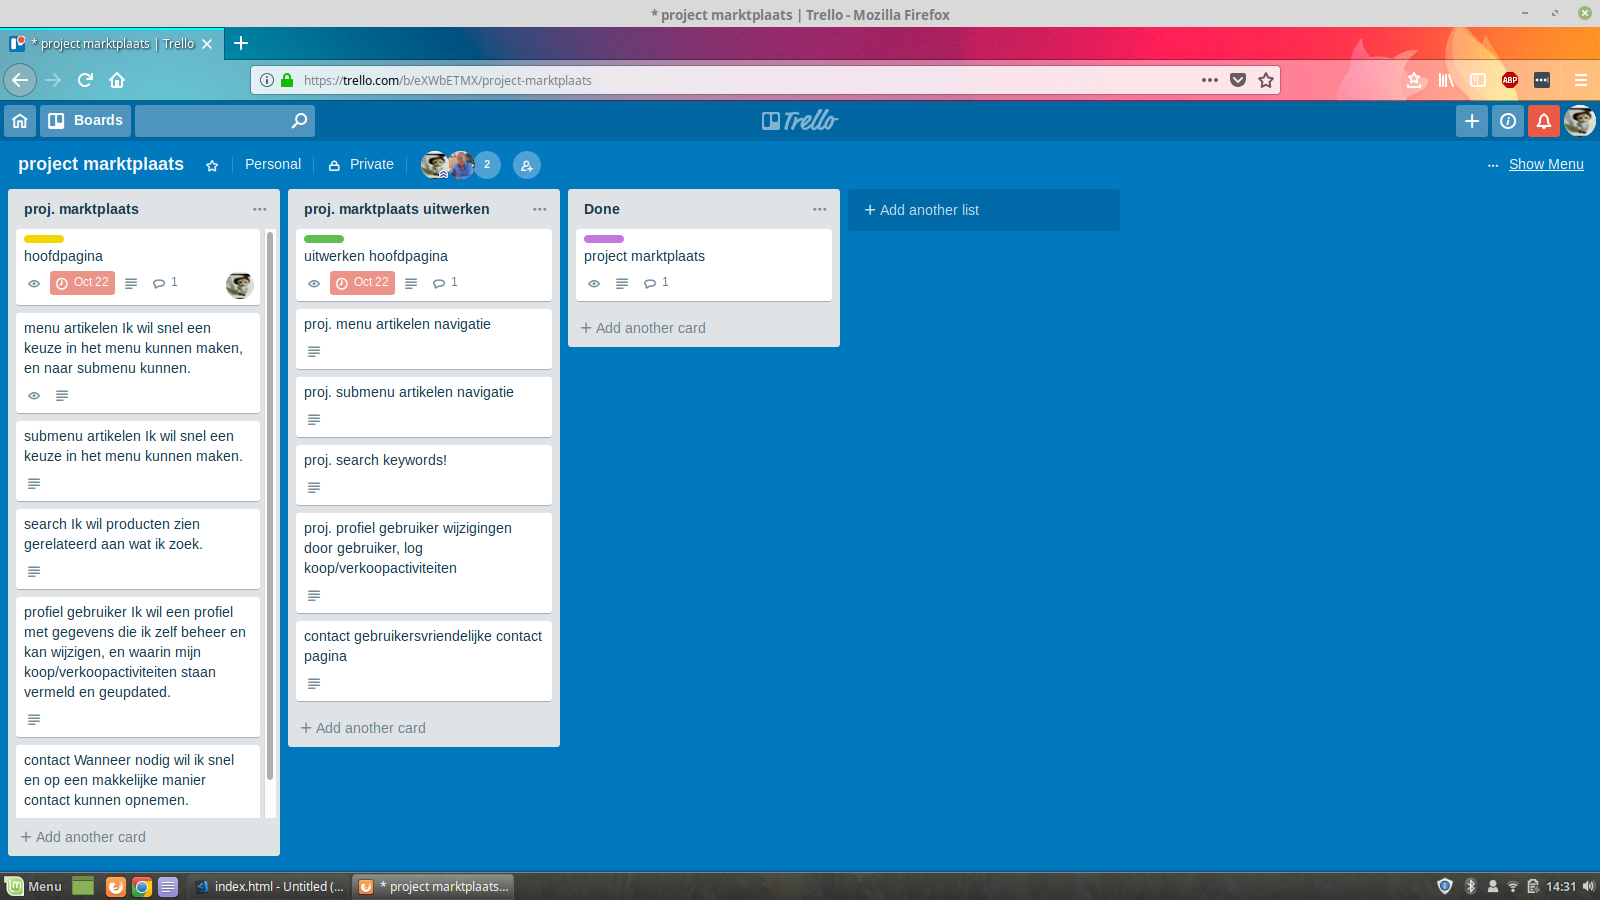 * project marktplaats | Trello - Mozilla Firefox
* project marktplaats | Trello
https://trello.com/b/eXWbETMX/project-marktplaats
ABP
Boards
Trello
project marktplaats
Personal
Private
2
Show Menu
proj. marktplaats
hoofdpagina
Oct 22
1
menu artikelen Ik wil snel een
keuze in het menu kunnen maken,
en naar submenu kunnen.
submenu artikelen Ik wil snel een
keuze in het menu kunnen maken.
search Ik wil producten zien
gerelateerd aan wat ik zoek.
profiel gebruiker Ik wil een profiel
met gegevens die ik zelf beheer en
kan wijzigen, en waarin mijn
koop/verkoopactiviteiten staan
vermeld en geupdated.
contact Wanneer nodig wil ik snel
en op een makkelijke manier
contact kunnen opnemen.
+ Add another card
proj. marktplaats uitwerken
uitwerken hoofdpagina
Oct 22
1
proj. menu artikelen navigatie
proj. submenu artikelen navigatie
proj. search keywords!
proj. profiel gebruiker wijzigingen
door gebruiker, log
koop/verkoopactiviteiten
contact gebruikersvriendelijke contact
pagina
+ Add another card
Done
project marktplaats
1
+ Add another card
+ Add another list
Menu
index.html - Untitled (...
* project marktplaats...
14:31